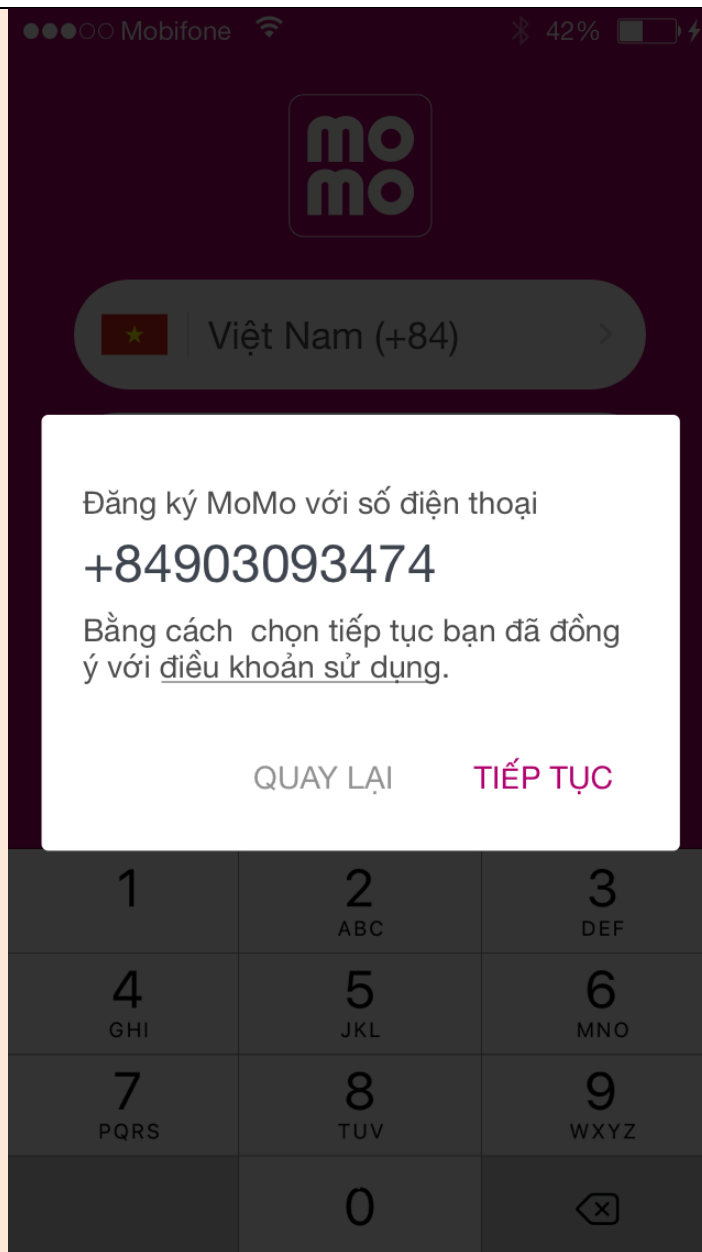 Mobifone 42%
mo
mo
Việt Nam (+84)
Đăng ký MoMo với số điện thoại
+84903093474
Bằng cách  chọn tiếp tục bạn đã đồng
ý với điều khoản sử dụng.
QUAY LẠI TIẾP TỤC
1 2 3
ABC DEF
4 5 6
GHI JKL MNO
7 8 9
PQRS TUV WXYZ
0